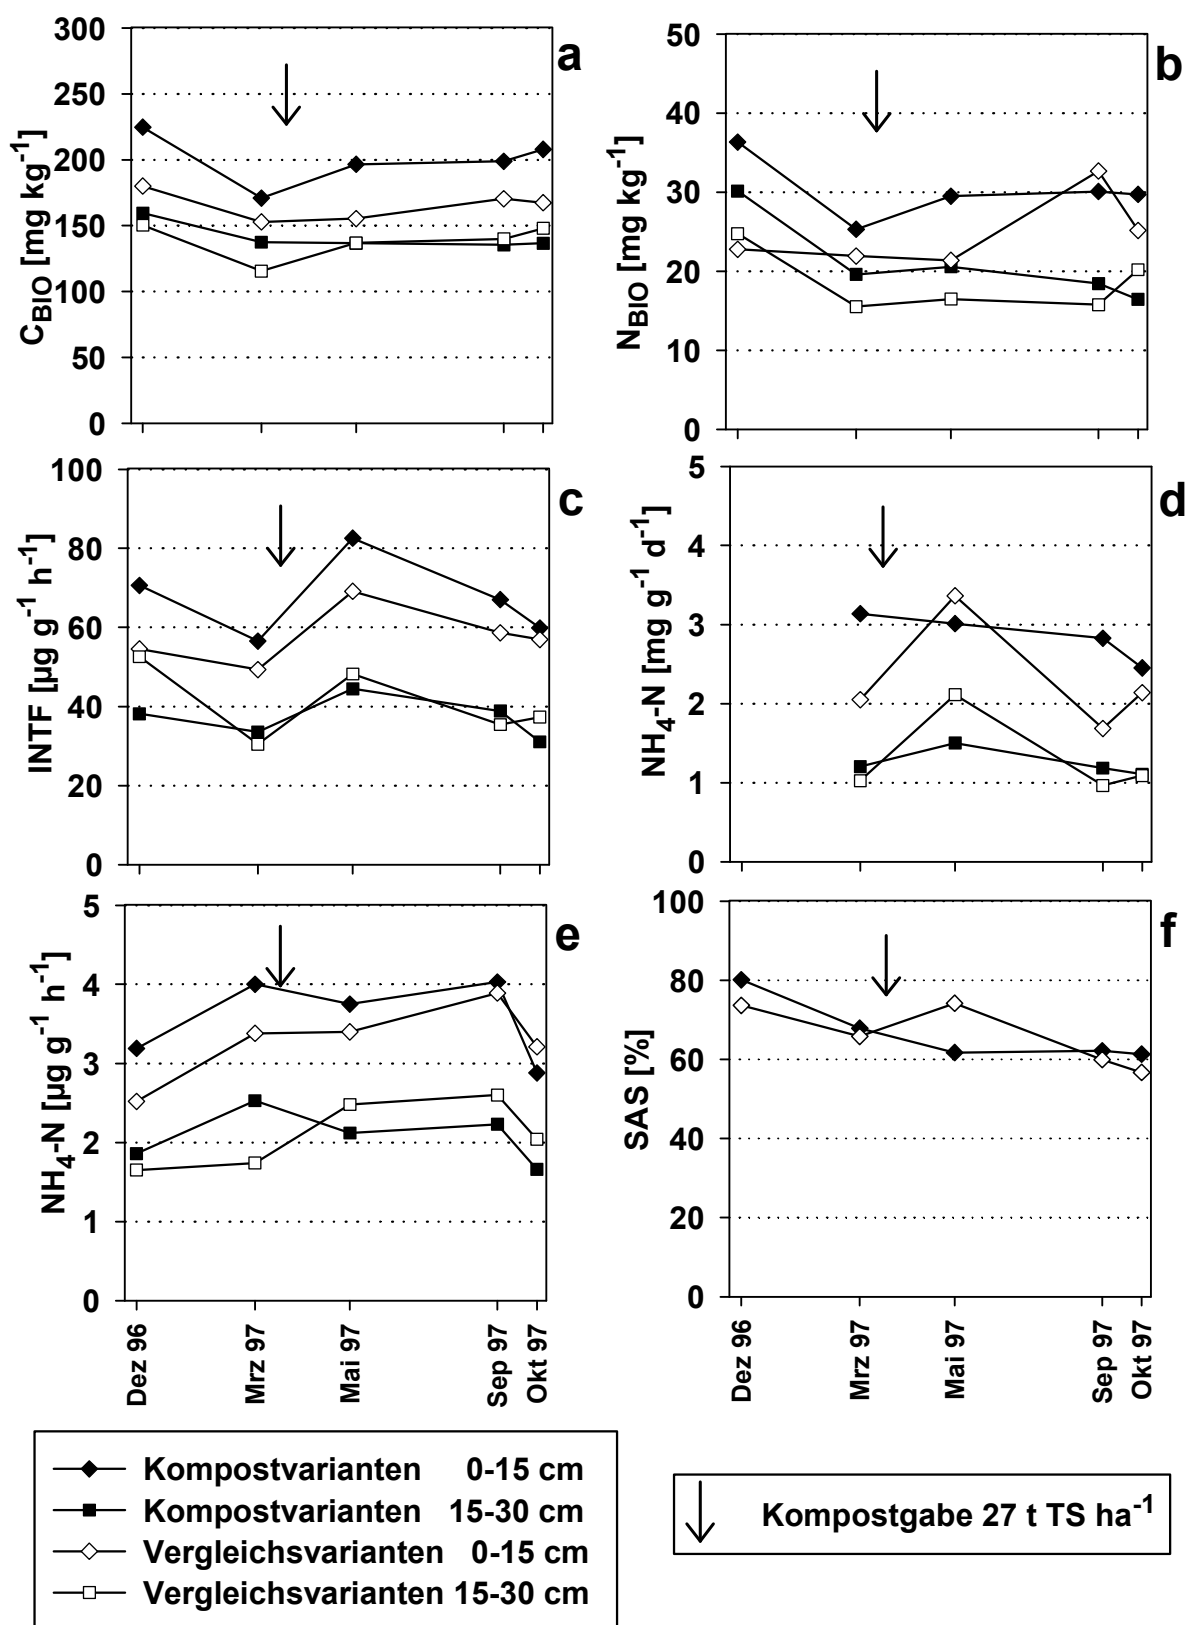 a
300
250
200
150
100
50
0
C_BIO [mg kg^-1]
b
50
40
30
20
10
0
N_BIO [mg kg^-1]
c
100
80
60
40
20
0
INTF [µg g^-1 h^-1]
d
5
4
3
2
1
0
NH_4-N [mg g^-1 d^-1]
e
5
4
3
2
1
0
NH_4-N [µg g^-1 h^-1]
Dez 96
Mrz 97
Mai 97
Sep 97
Okt 97
f
100
80
60
40
20
0
SAS [%]
Dez 96
Mrz 97
Mai 97
Sep 97
Okt 97
Kompostvarianten 0-15 cm
Kompostvarianten 15-30 cm
Vergleichsvarianten 0-15 cm
Vergleichsvarianten 15-30 cm
Kompostgabe 27 t TS ha^-1